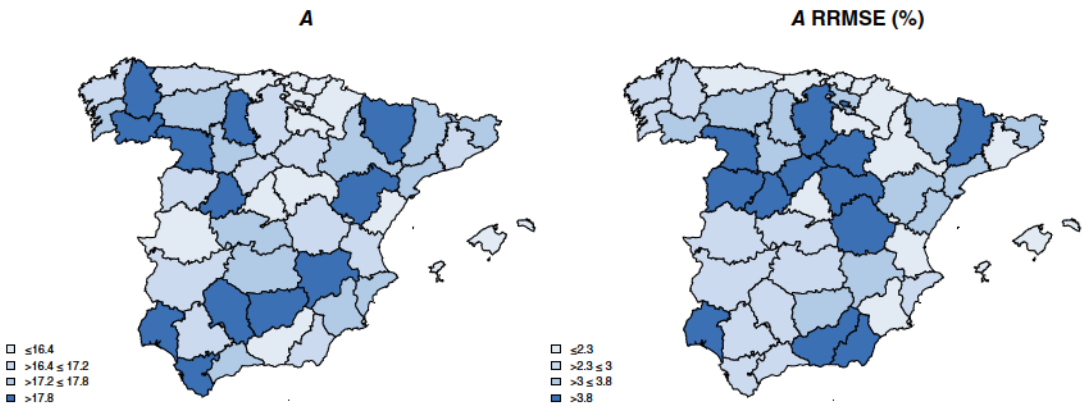 A
A RRMSE (%)
≤16.4
>16.4 ≤ 17.2
>17.2 ≤ 17.8
>17.8
≤2.3
>2.3 ≤ 3
>3 ≤ 3.8
>3.8